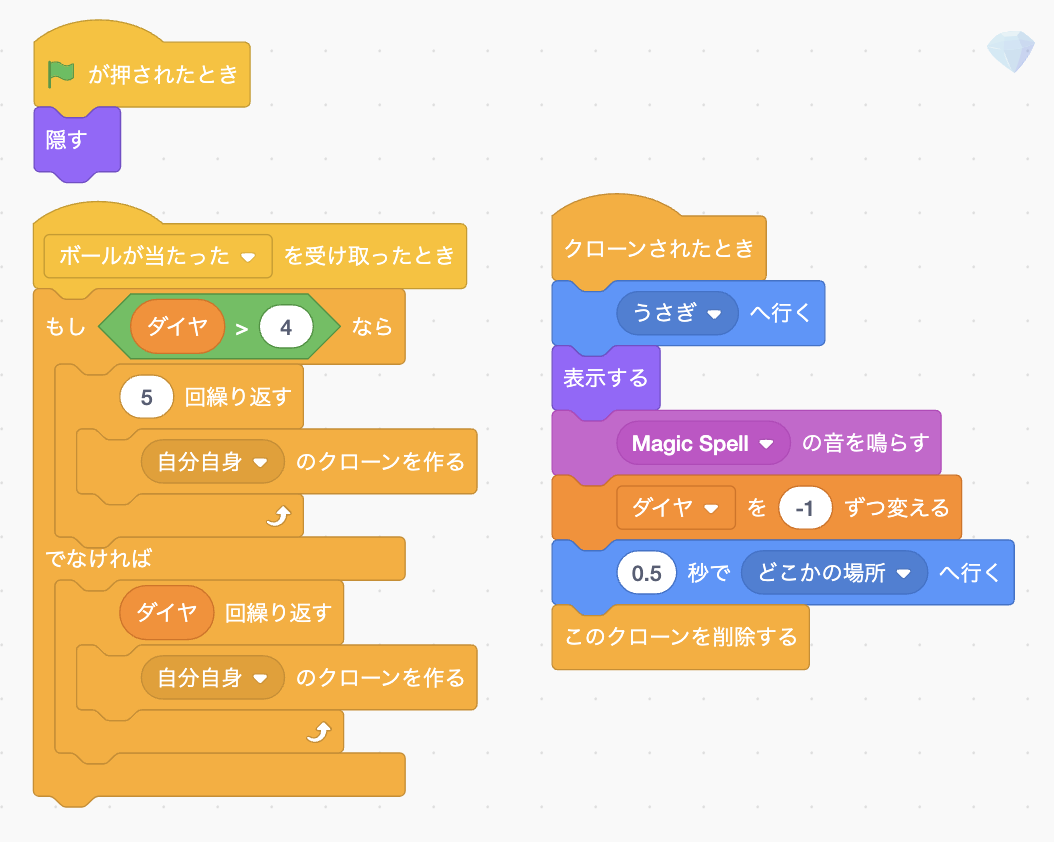 が押されたとき
隠す
ボールが当たった を受け取ったとき
もし ダイヤ > 4 なら
5 回繰り返す
自分自身 のクローンを作る
でなければ
ダイヤ 回繰り返す
自分自身 のクローンを作る
クローンされたとき
うさぎ へ行く
表示する
Magic Spell の音を鳴らす
ダイヤ を -1 ずつ変える
0.5 秒で どこかの場所 へ行く
このクローンを削除する